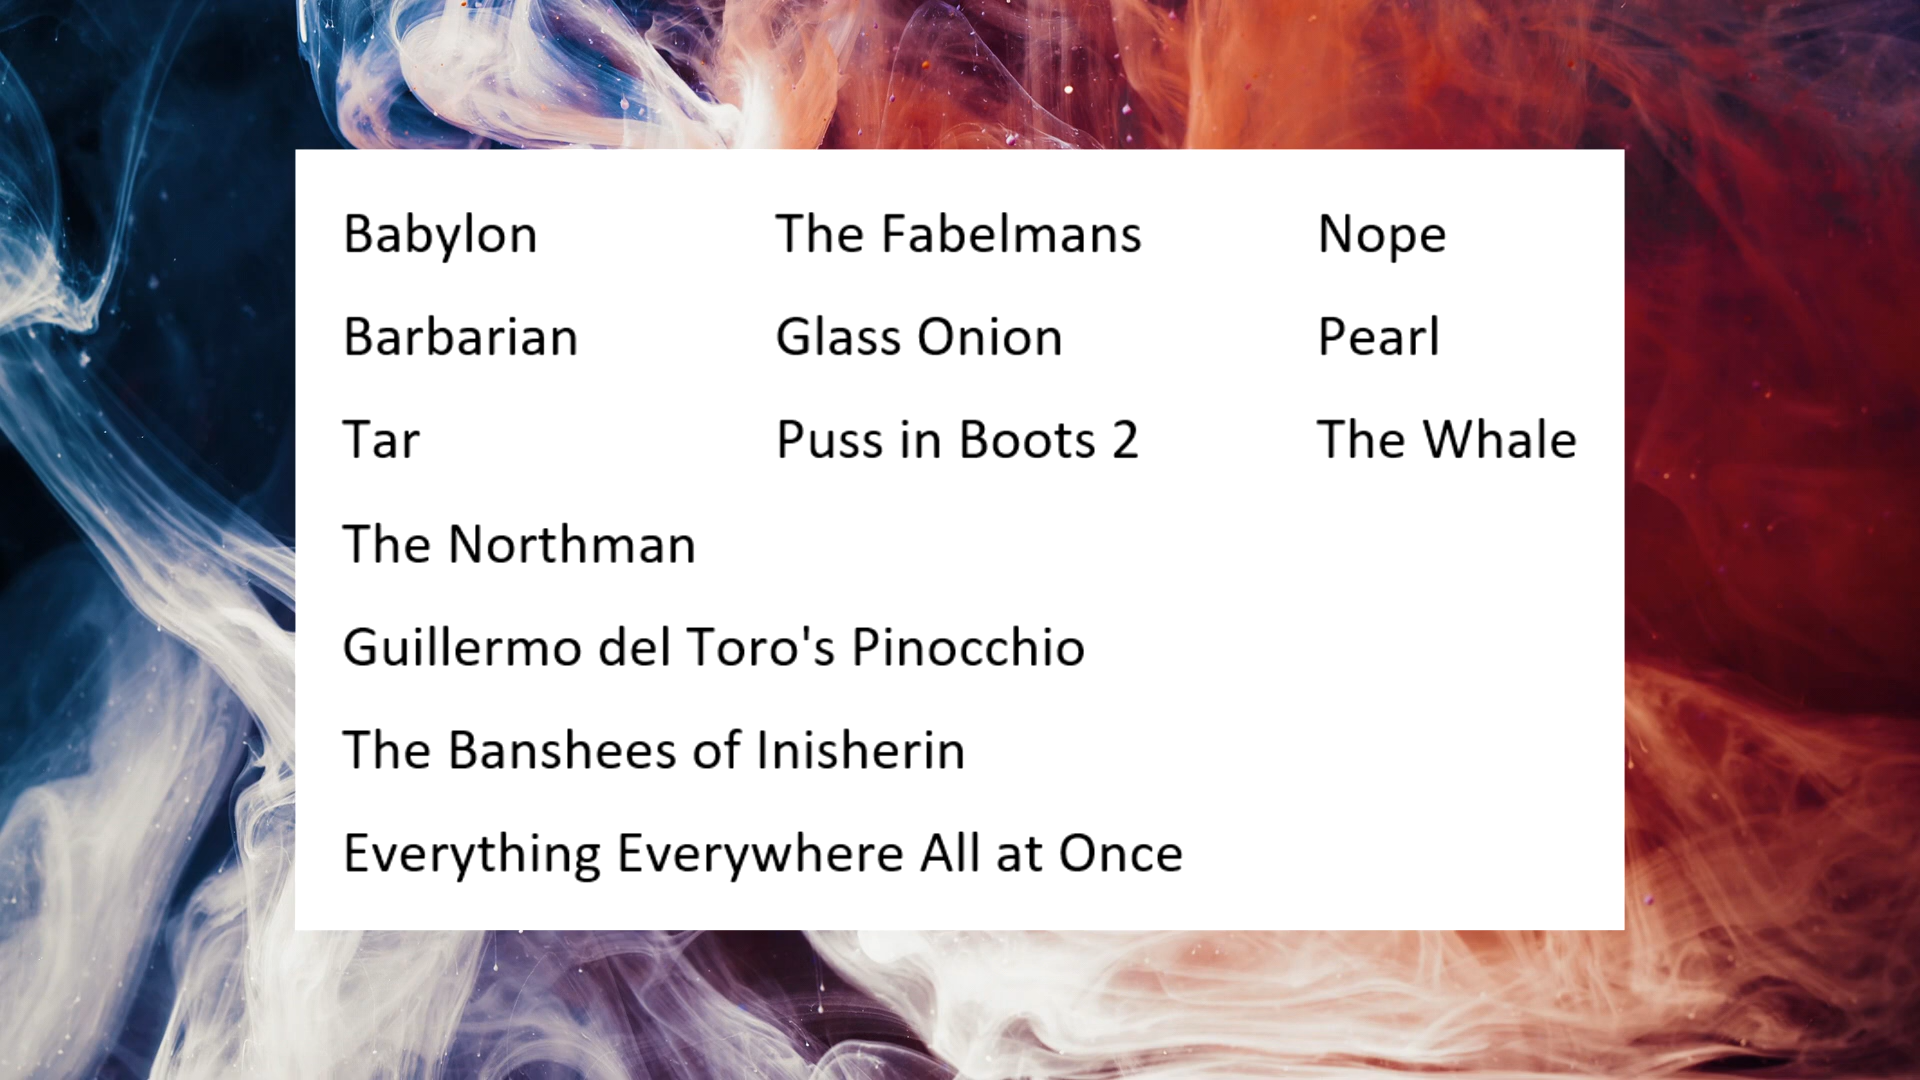 Babylon The Fabelmans Nope
Barbarian Glass Onion Pearl
Tar Puss in Boots 2 The Whale
The Northman
Guillermo del Toro's Pinocchio
The Banshees of Inisherin
Everything Everywhere All at Once